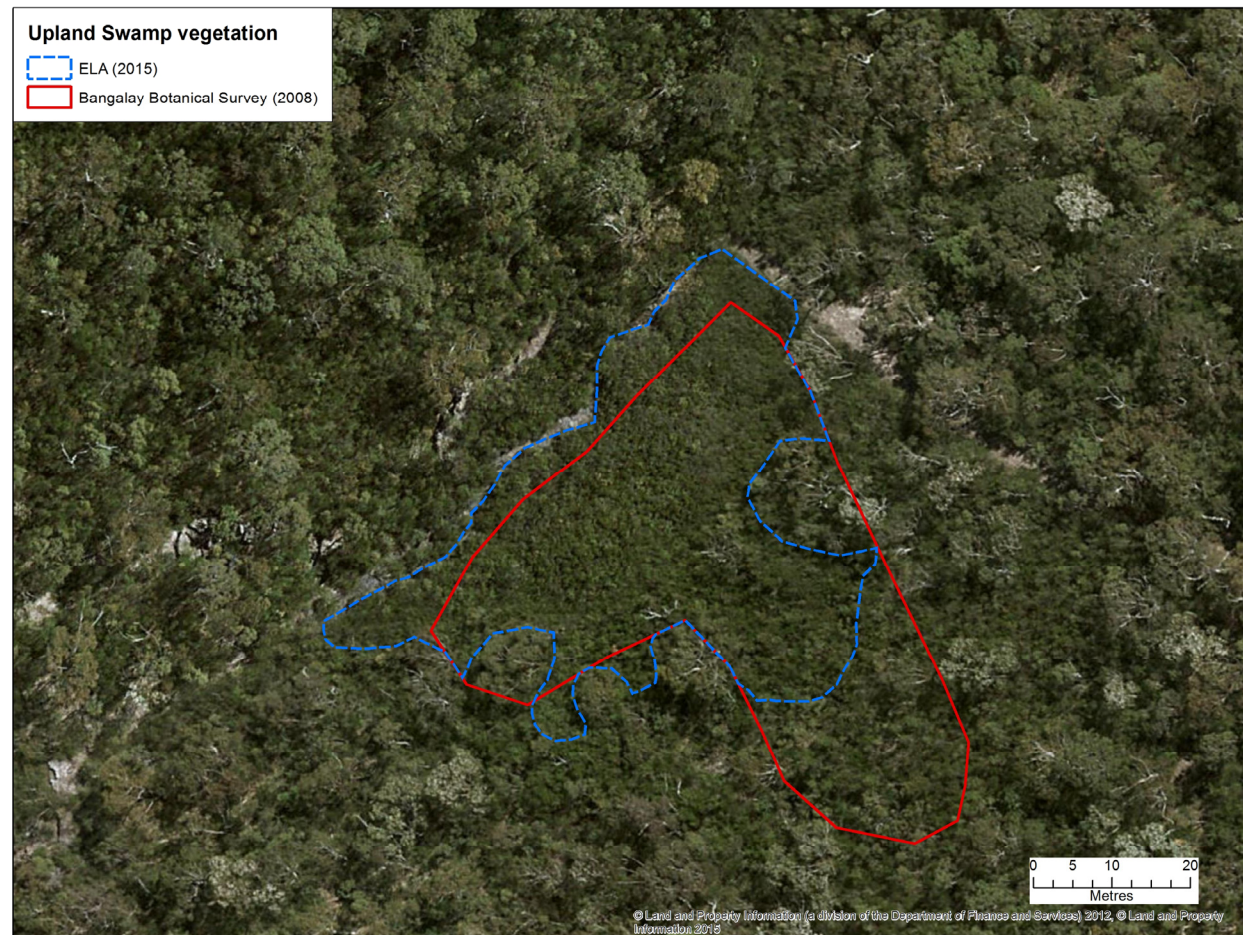 Upland Swamp vegetation
ELA (2015)
Bangalay Botanical Survey (2008)
0 5 10 20
Metres
© Land and Property Information (a division of the Department of Finance and Services) 2012, © Land and Property
Information 2015